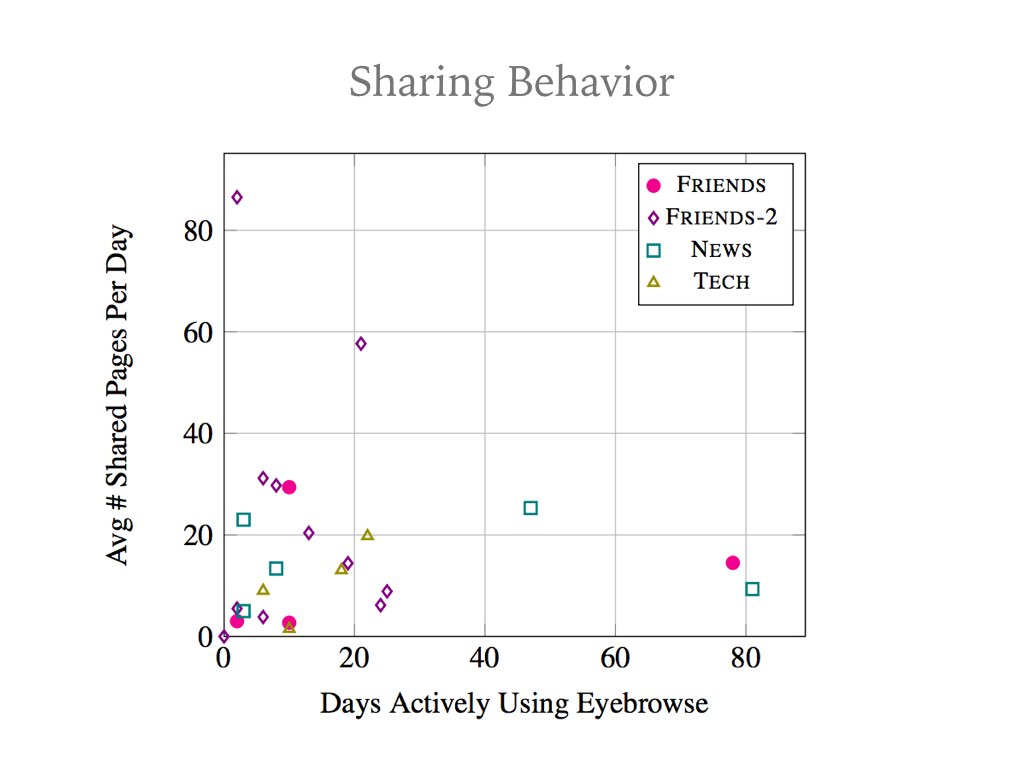 Sharing Behavior
FRIENDS
FRIENDS-2
NEWS
TECH
Avg # Shared Pages Per Day
80
60
40
20
0
0 20 40 60 80
Days Actively Using Eyebrowse